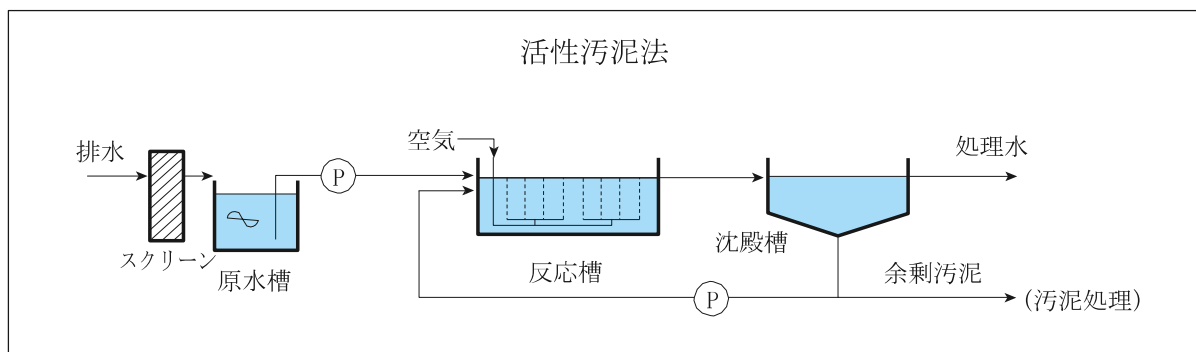 活性汚泥法
排水
スクリーン
原水槽
P
空気
反応槽
沈殿槽
処理水
P
余剰汚泥
(汚泥処理)